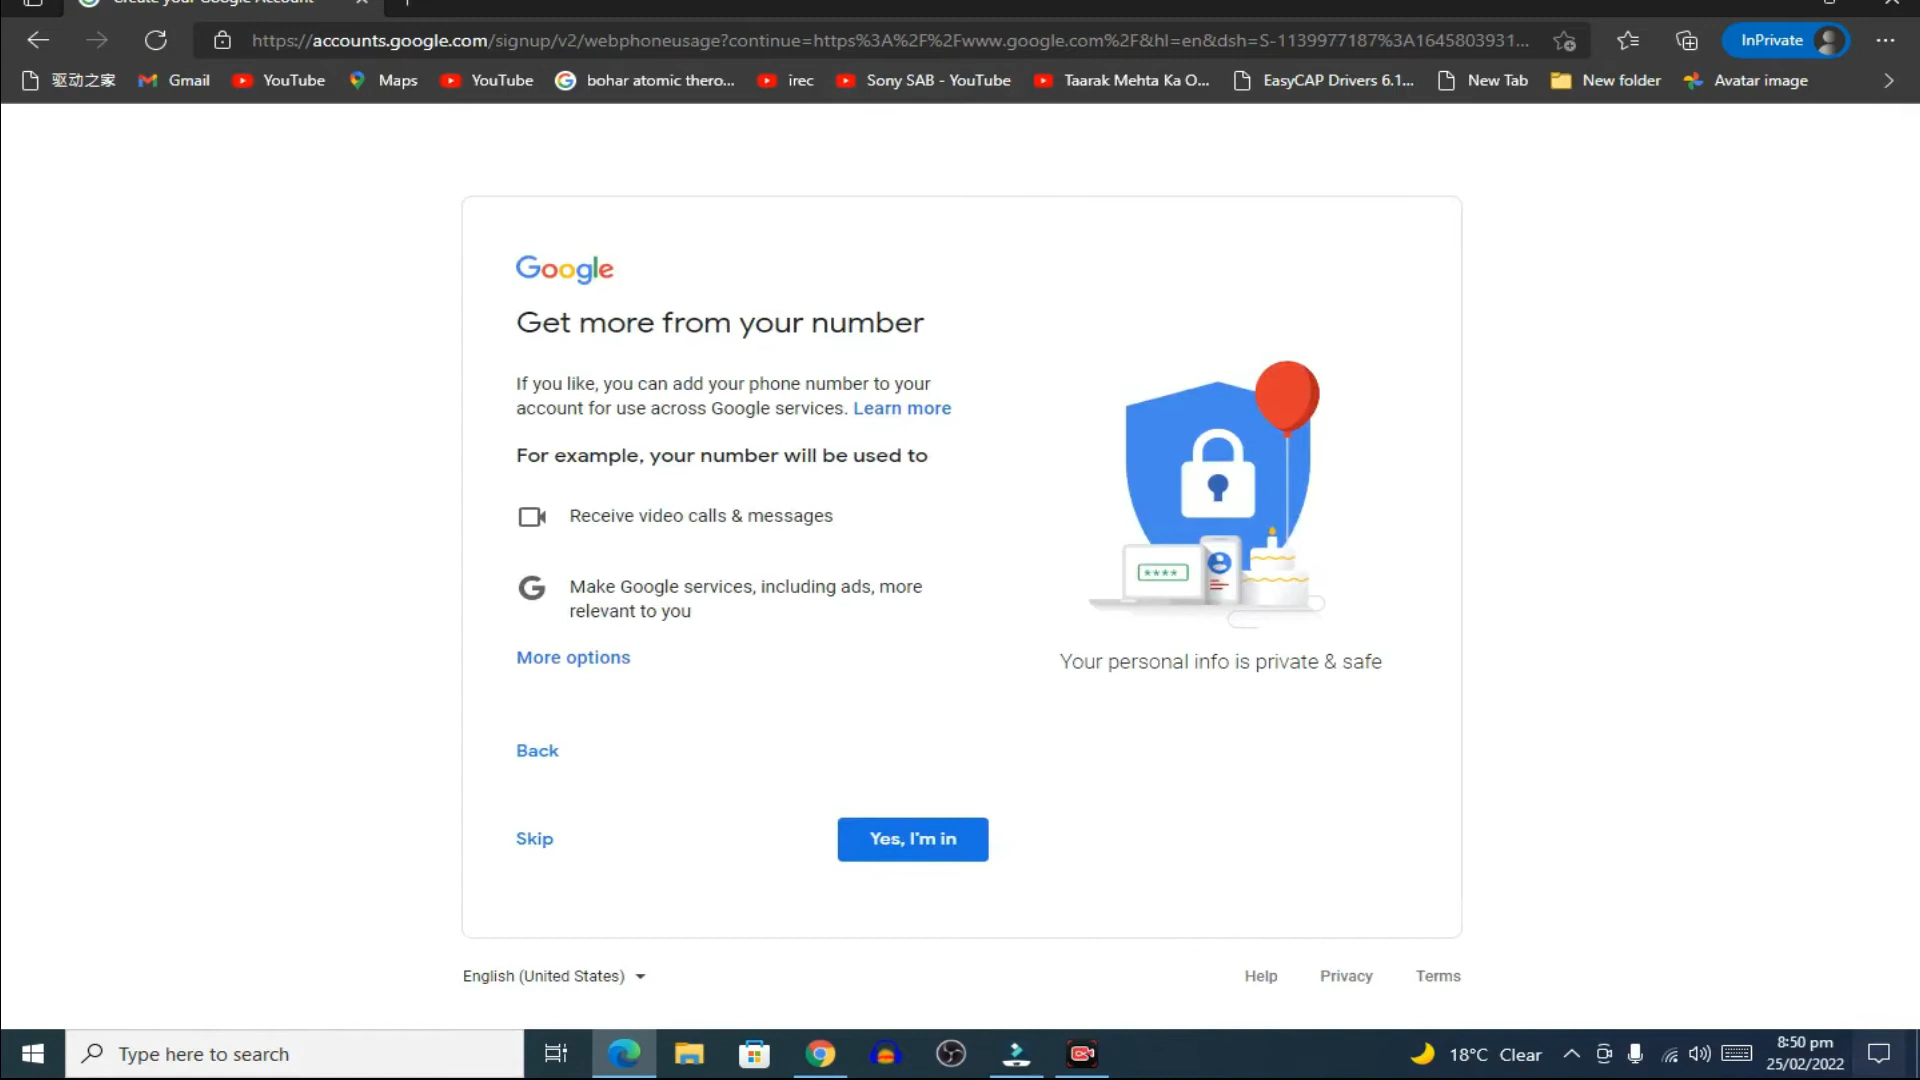 Create your Google Account
https://accounts.google.com/signup/v2/webphoneusage?continue=https%3A%2F%2Fwww.google.com%2F&hl=en&dsh=S-1139977187%3A1645803931...
InPrivate
驱动之家
Gmail
YouTube
Maps
YouTube
bohar atomic thero...
irec
Sony SAB - YouTube
Taarak Mehta Ka O...
EasyCAP Drivers 6.1...
New Tab
New folder
Avatar image
Google
Get more from your number
If you like, you can add your phone number to your
account for use across Google services. Learn more
For example, your number will be used to
Receive video calls & messages
Make Google services, including ads, more
relevant to you
More options
****
Your personal info is private & safe
Back
Skip
Yes, I'm in
English (United States)
Help
Privacy
Terms
Type here to search
18°C Clear
8:50 pm
25/02/2022